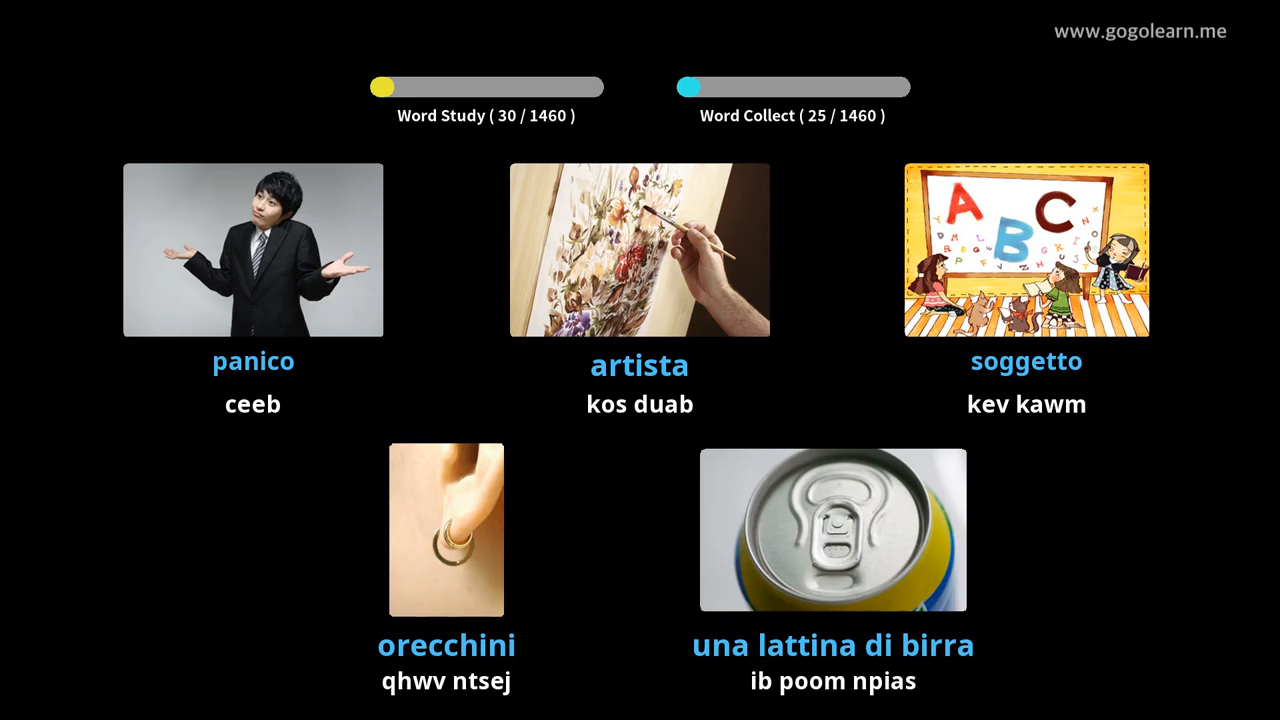 www.gogolearn.me
Word Study ( 30 / 1460 )
Word Collect ( 25 / 1460 )
A
B
C
panico
artista
soggetto
ceeb
kos duab
kev kawm
orecchini
una lattina di birra
qhwv ntsej
ib poom npias